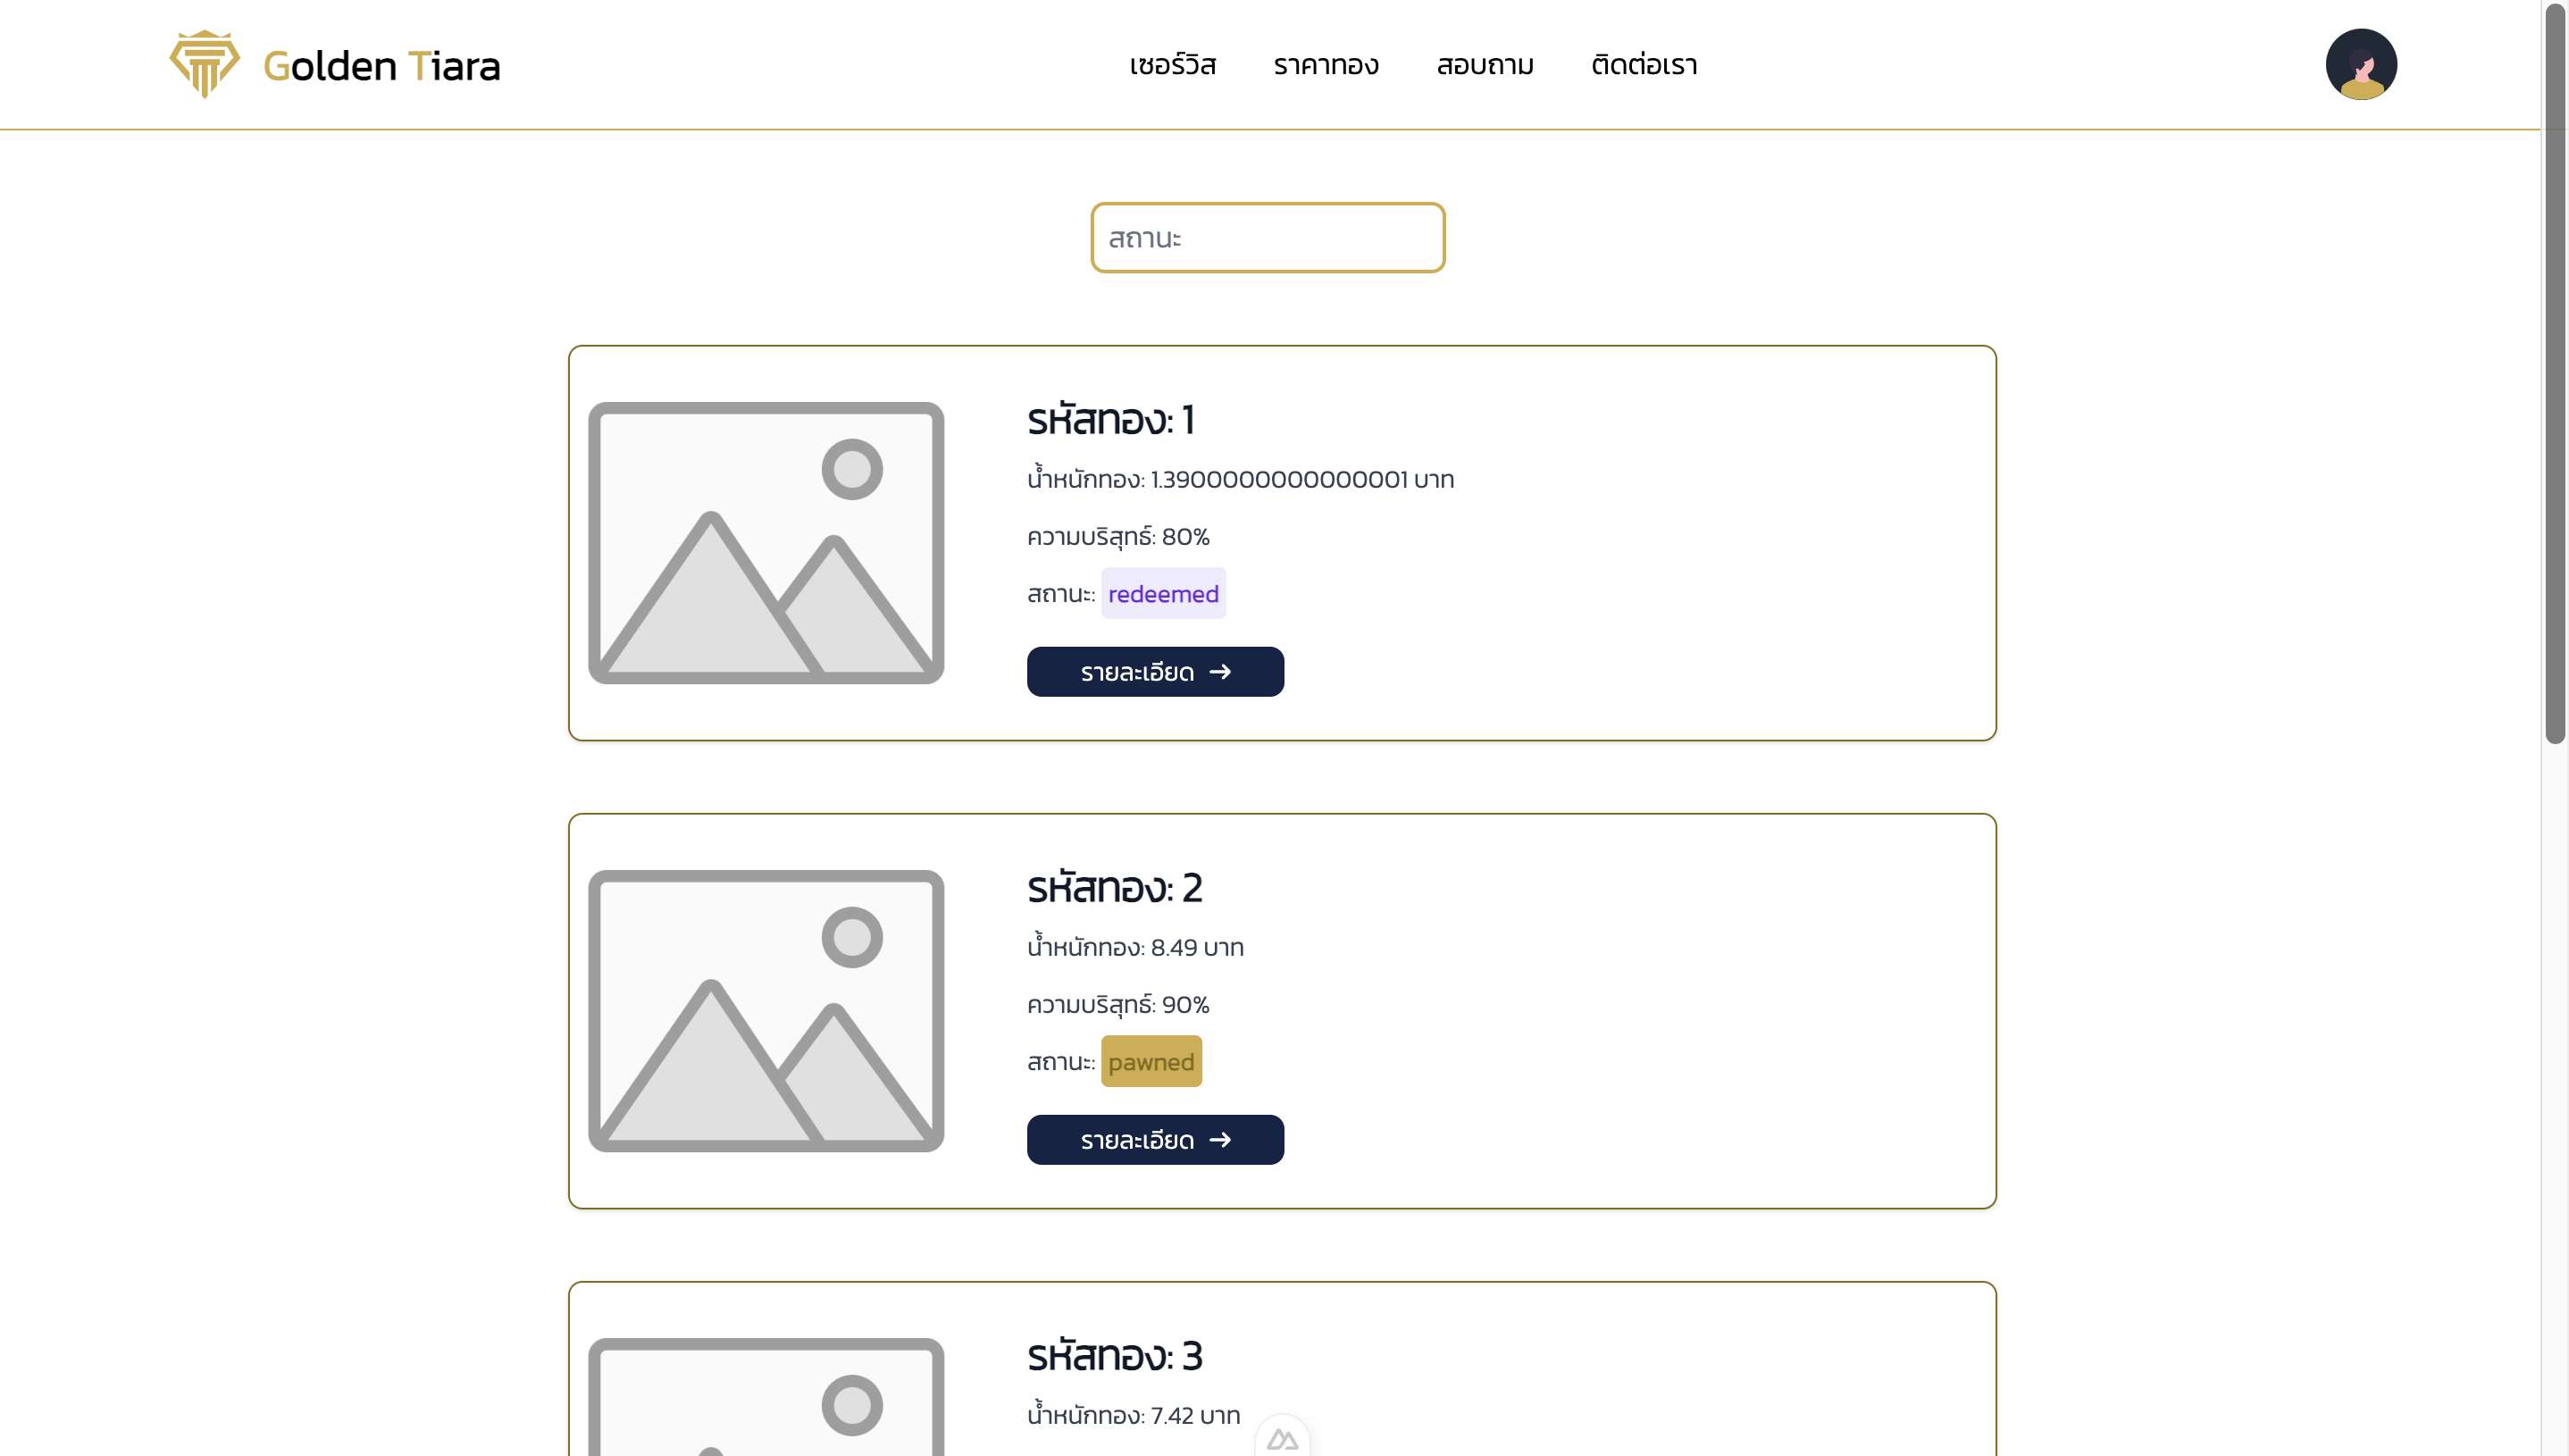 Golden Tiara
เซอร์วิส ราคาทอง สอบถาม ติดต่อเรา
สถานะ
รหัสทอง: 1
น้ำหนักทอง: 1.3900000000000001 บาท
ความบริสุทธ์: 80%
สถานะ: redeemed
รายละเอียด →
รหัสทอง: 2
น้ำหนักทอง: 8.49 บาท
ความบริสุทธ์: 90%
สถานะ: pawned
รายละเอียด →
รหัสทอง: 3
น้ำหนักทอง: 7.42 บาท